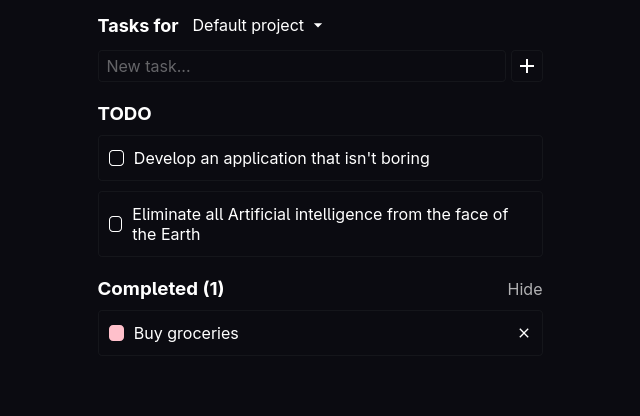 Tasks for Default project
New task...
TODO
Develop an application that isn't boring
Eliminate all Artificial intelligence from the face of
the Earth
Completed (1) Hide
Buy groceries